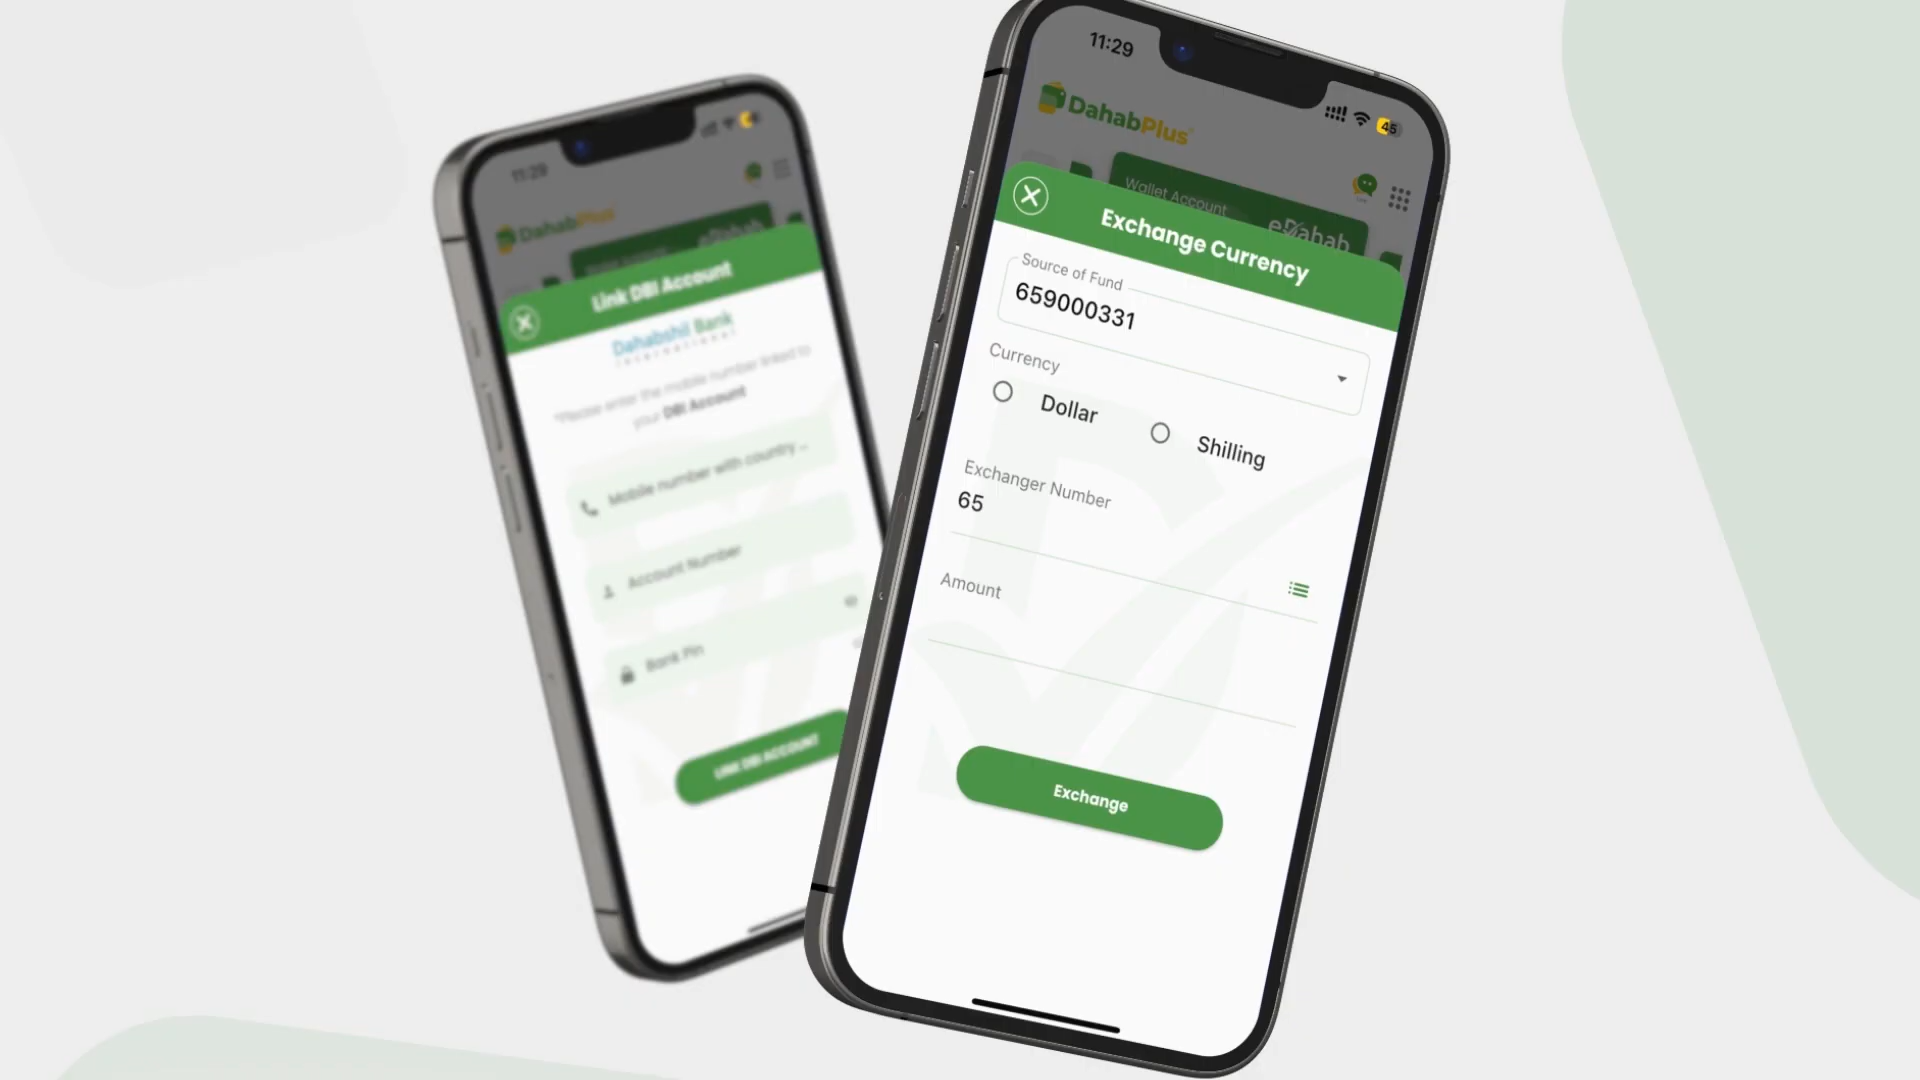 11:29
DahabPlus
Link DBI Account
Dahabshil Bank
International
*Please enter the mobile number linked to
your DBI Account
Mobile number with country ...
Account Number
Bank Pin
LINK DBI ACCOUNT
11:29
45
DahabPlus
Wallet Account
eDahab
Exchange Currency
Source of Fund
659000331
Currency
Dollar
Shilling
Exchanger Number
65
Amount
Exchange